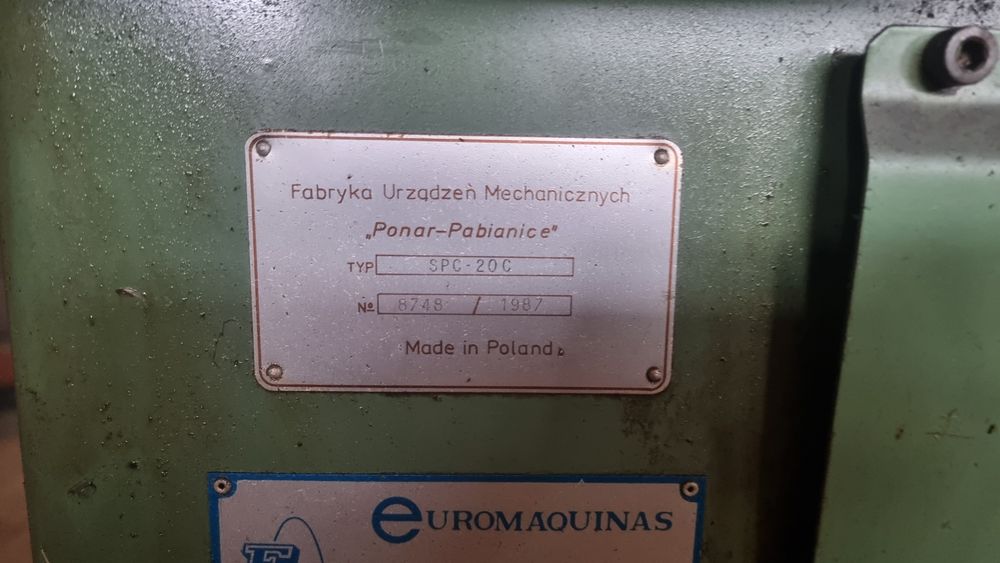 Fabryka Urządzeń Mechanicznych
„Ponar-Pabianice"
TYP SPC-20C
№ 8748 / 1987
Made in Poland
EUROMAQUINAS
E